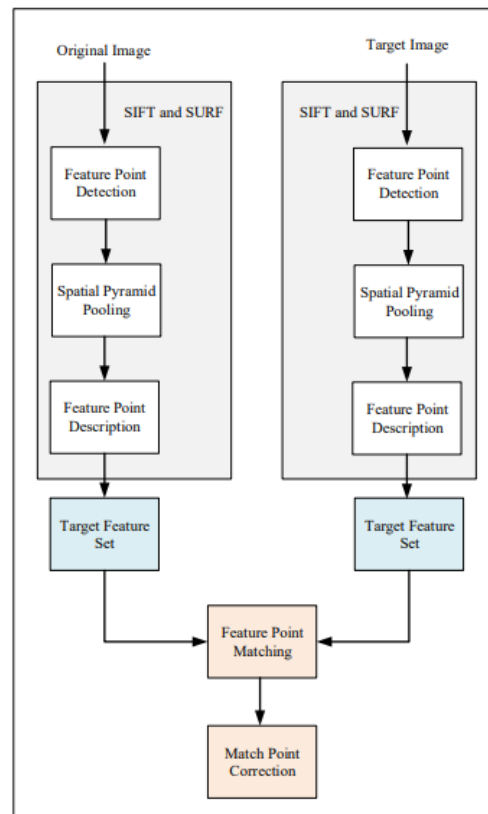 Original Image
Target Image
SIFT and SURF
SIFT and SURF
Feature Point
Detection
Feature Point
Detection
Spatial Pyramid
Pooling
Spatial Pyramid
Pooling
Feature Point
Description
Feature Point
Description
Target Feature
Set
Target Feature
Set
Feature Point
Matching
Match Point
Correction